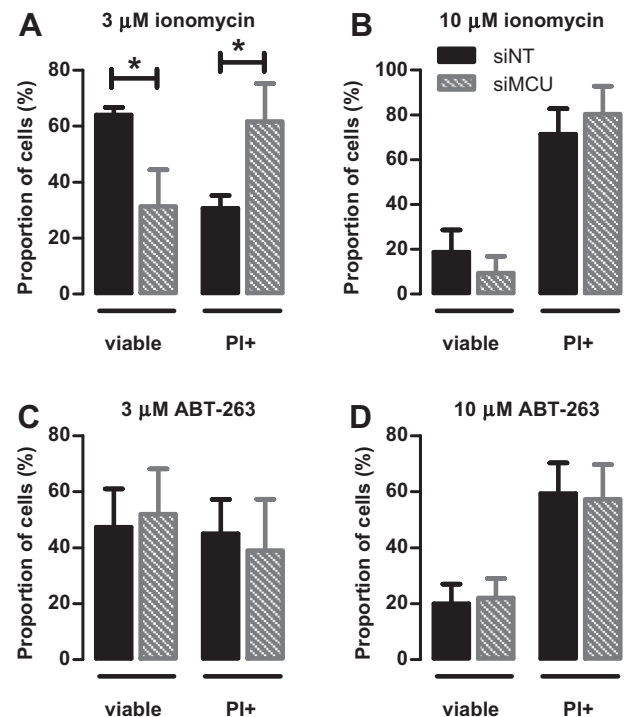 A
3 µM ionomycin
Proportion of cells (%)
80
60
40
20
0
*
*
viable
PI+
B
10 µM ionomycin
siNT
siMCU
Proportion of cells (%)
100
80
60
40
20
0
viable
PI+
C
3 µM ABT-263
Proportion of cells (%)
80
60
40
20
0
viable
PI+
D
10 µM ABT-263
Proportion of cells (%)
80
60
40
20
0
viable
PI+